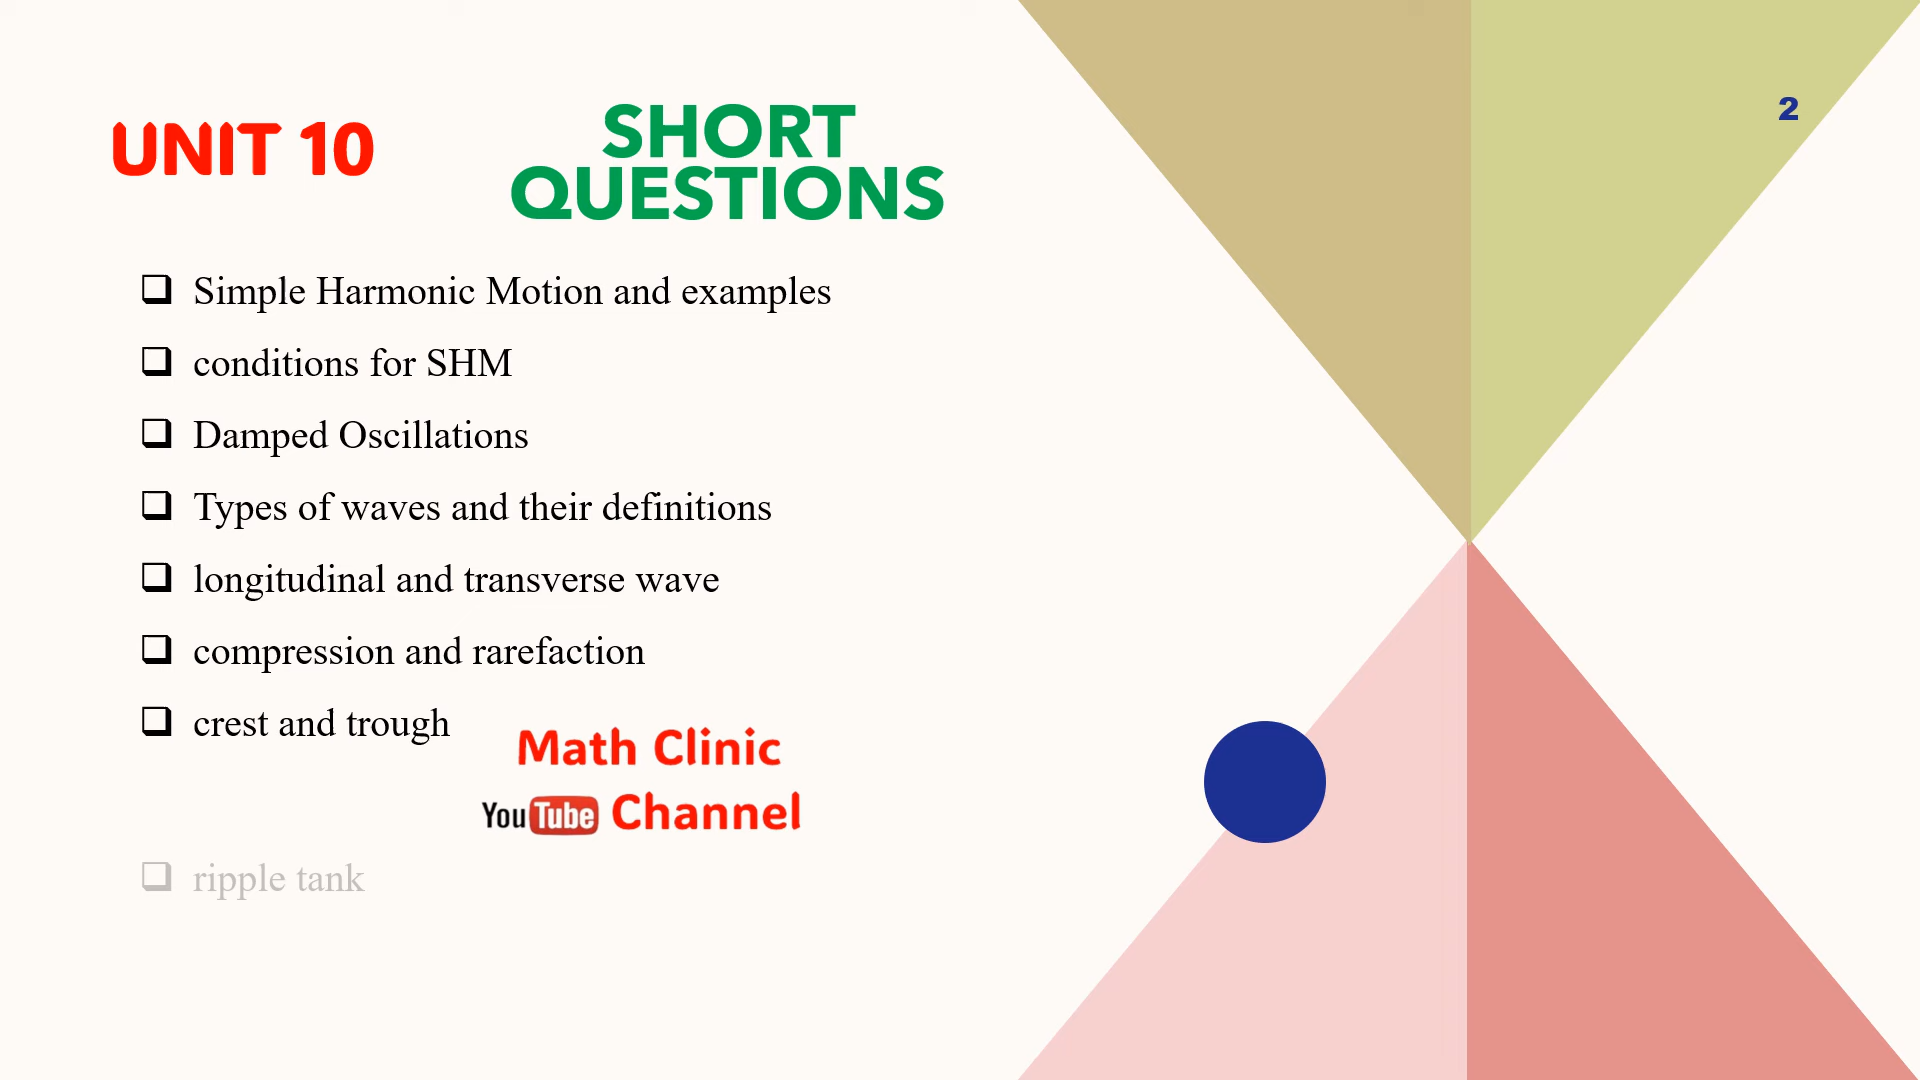 2
UNIT 10
SHORT
QUESTIONS
❑ Simple Harmonic Motion and examples
❑ conditions for SHM
❑ Damped Oscillations
❑ Types of waves and their definitions
❑ longitudinal and transverse wave
❑ compression and rarefaction
❑ crest and trough
Math Clinic
YouTube Channel
❑ ripple tank